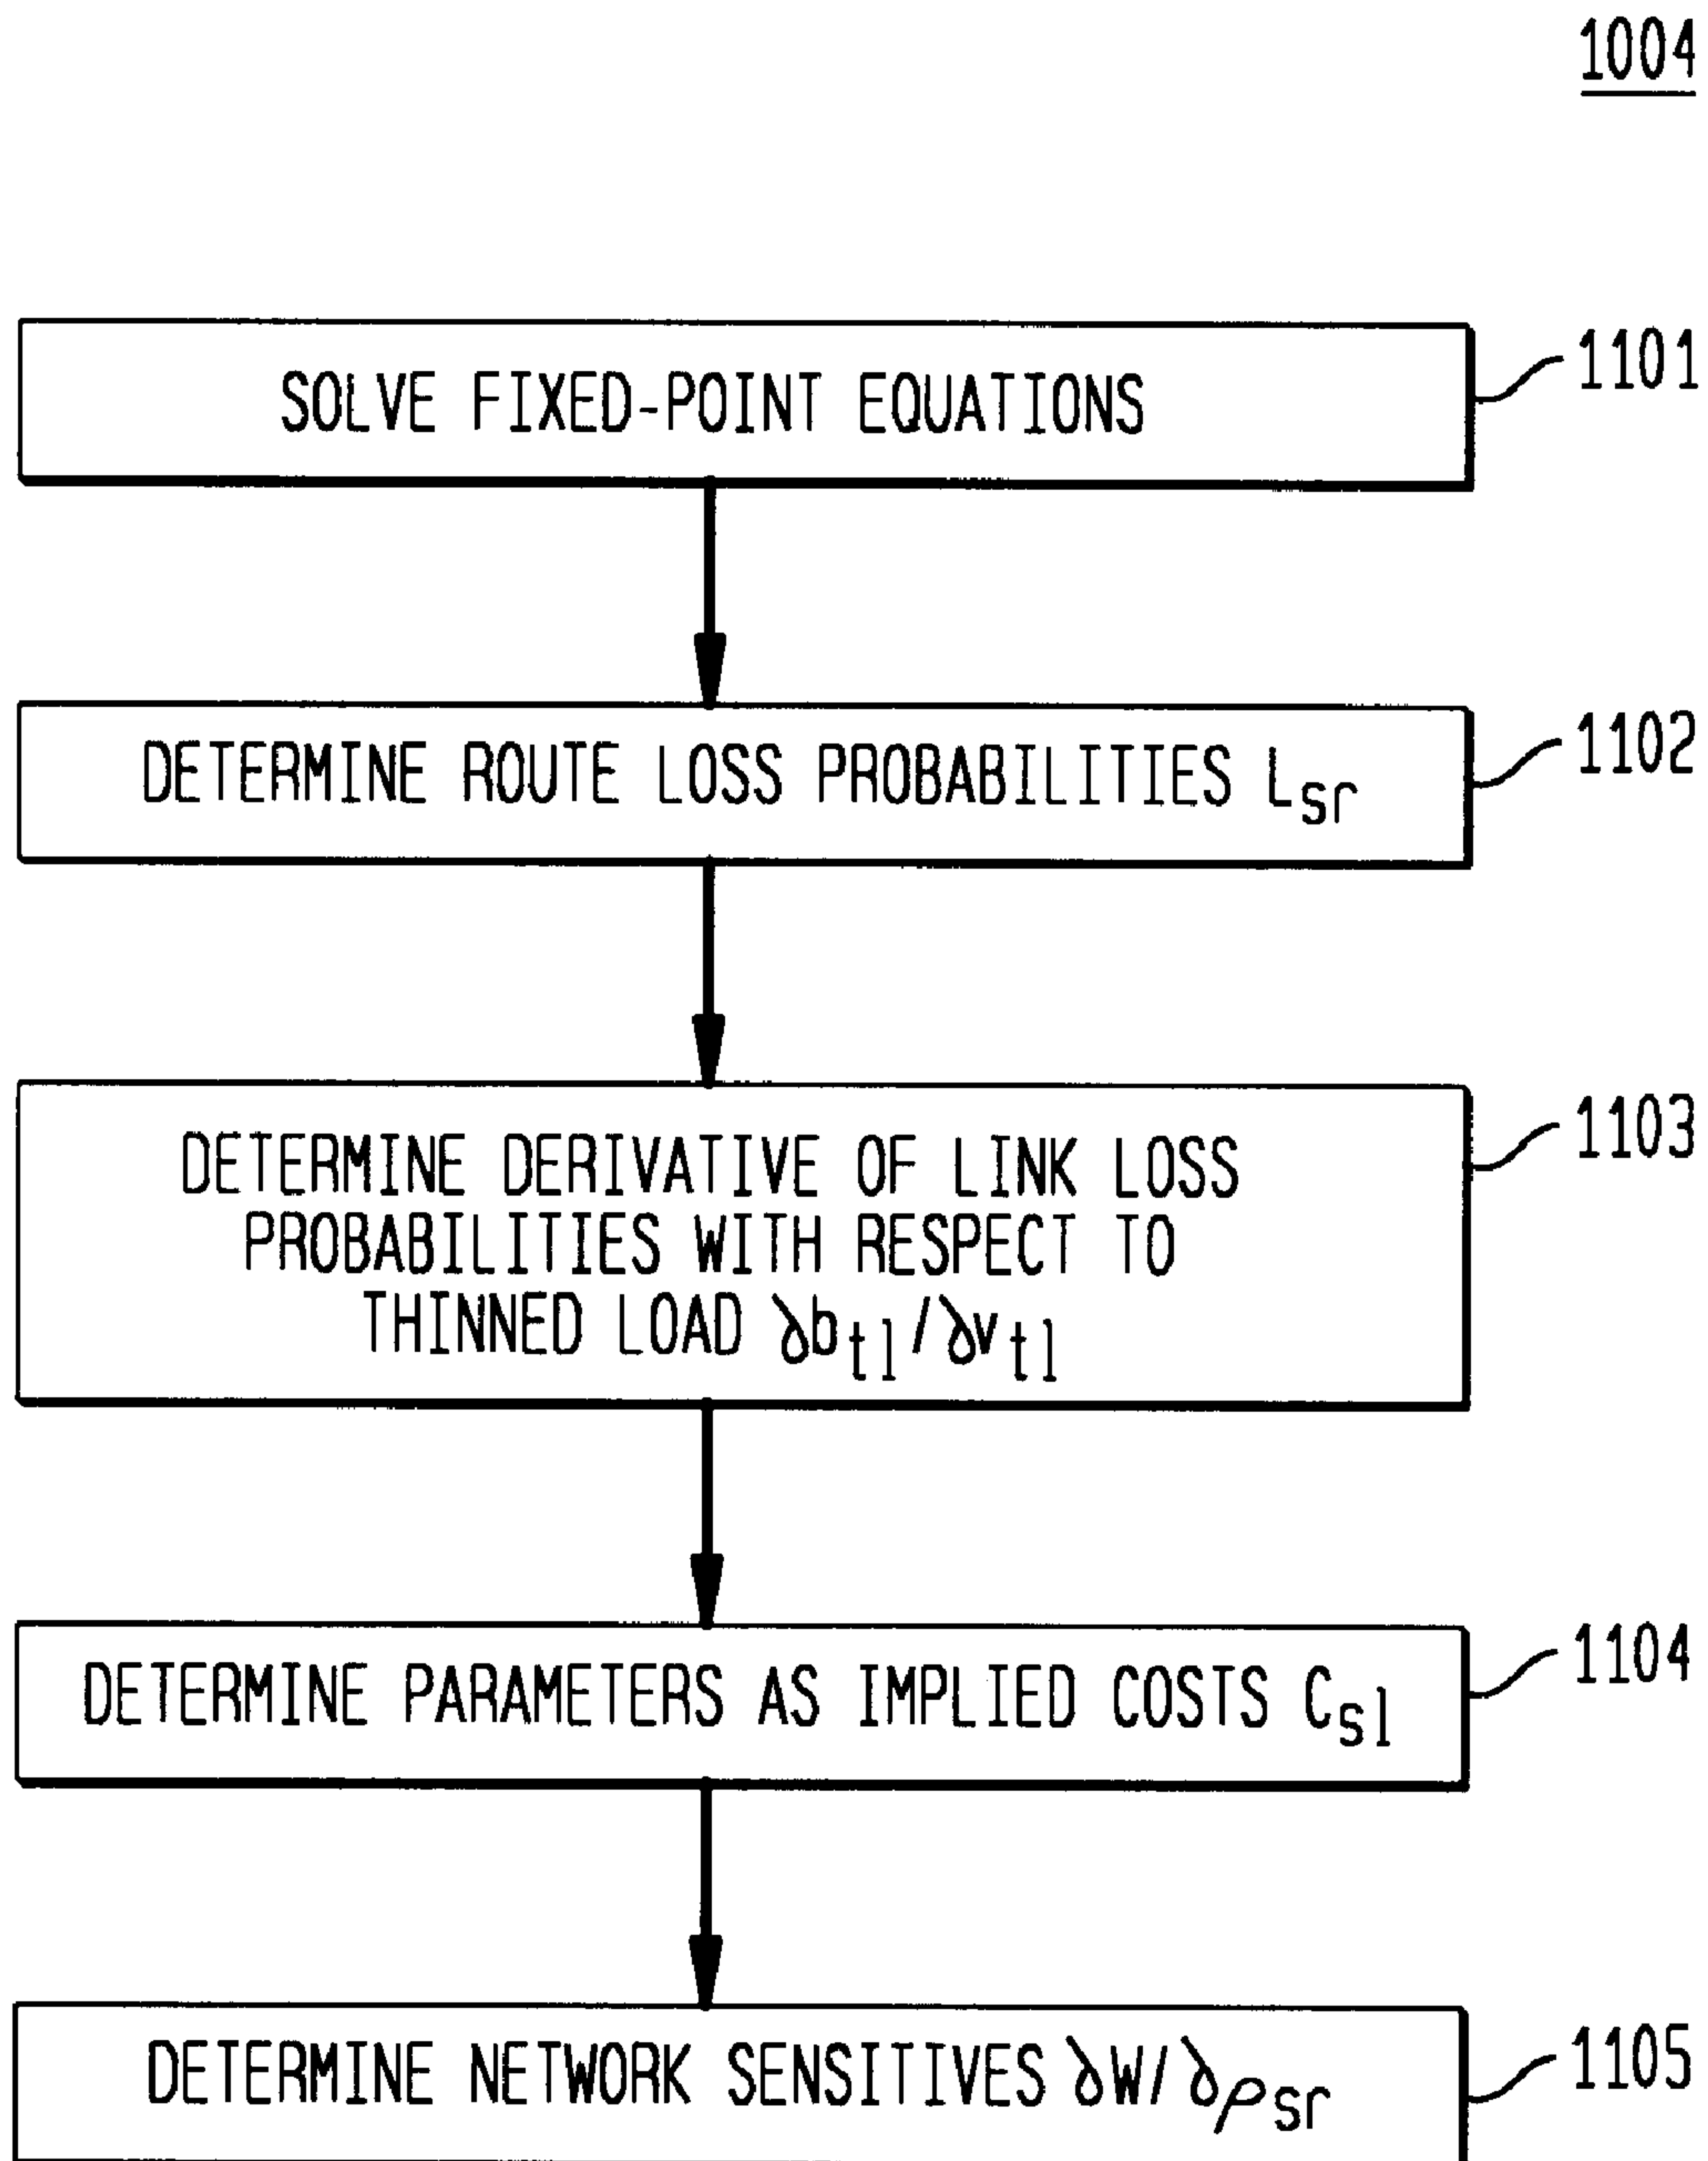 1004
SOLVE FIXED-POINT EQUATIONS
1101
DETERMINE ROUTE LOSS PROBABILITIES Lsr
1102
DETERMINE DERIVATIVE OF LINK LOSS
PROBABILITIES WITH RESPECT TO
THINNED LOAD ∂btl/∂vtl
1103
DETERMINE PARAMETERS AS IMPLIED COSTS Csl
1104
DETERMINE NETWORK SENSITIVES ∂W/∂ρsr
1105